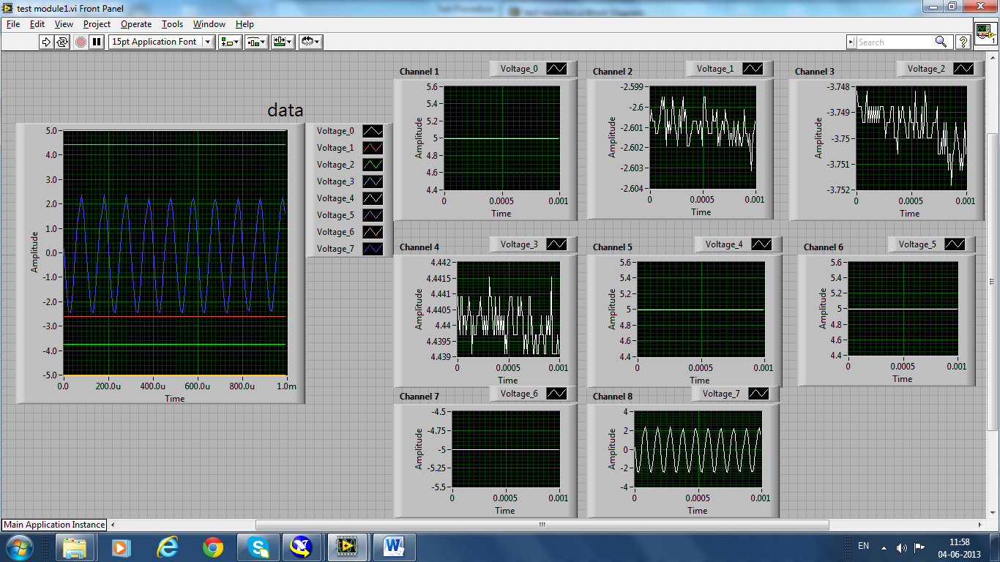 test module1.vi Front Panel
File Edit View Project Operate Tools Window Help
15pt Application Font
Search
?
1
data
5.0
4.0
3.0
2.0
1.0
0.0
-1.0
-2.0
-3.0
-4.0
-5.0
Amplitude
0.0 200.0u 400.0u 600.0u 800.0u 1.0m
Time
Voltage_0
Voltage_1
Voltage_2
Voltage_3
Voltage_4
Voltage_5
Voltage_6
Voltage_7
Channel 1
Voltage_0
5.6
5.4
5.2
5
4.8
4.6
4.4
Amplitude
0 0.0005 0.001
Time
Channel 2
Voltage_1
-2.599
-2.6
-2.601
-2.602
-2.603
-2.604
Amplitude
0 0.0005 0.001
Time
Channel 3
Voltage_2
-3.748
-3.749
-3.75
-3.751
-3.752
Amplitude
0 0.0005 0.001
Time
Channel 4
Voltage_3
4.442
4.4415
4.441
4.4405
4.44
4.4395
4.439
Amplitude
0 0.0005 0.001
Time
Channel 5
Voltage_4
5.6
5.4
5.2
5
4.8
4.6
4.4
Amplitude
0 0.0005 0.001
Time
Channel 6
Voltage_5
5.6
5.4
5.2
5
4.8
4.6
4.4
Amplitude
0 0.0005 0.001
Time
Channel 7
Voltage_6
-4.5
-4.75
-5
-5.25
-5.5
Amplitude
0 0.0005 0.001
Time
Channel 8
Voltage_7
4
2
0
-2
-4
Amplitude
0 0.0005 0.001
Time
Main Application Instance
EN
11:58
04-06-2013